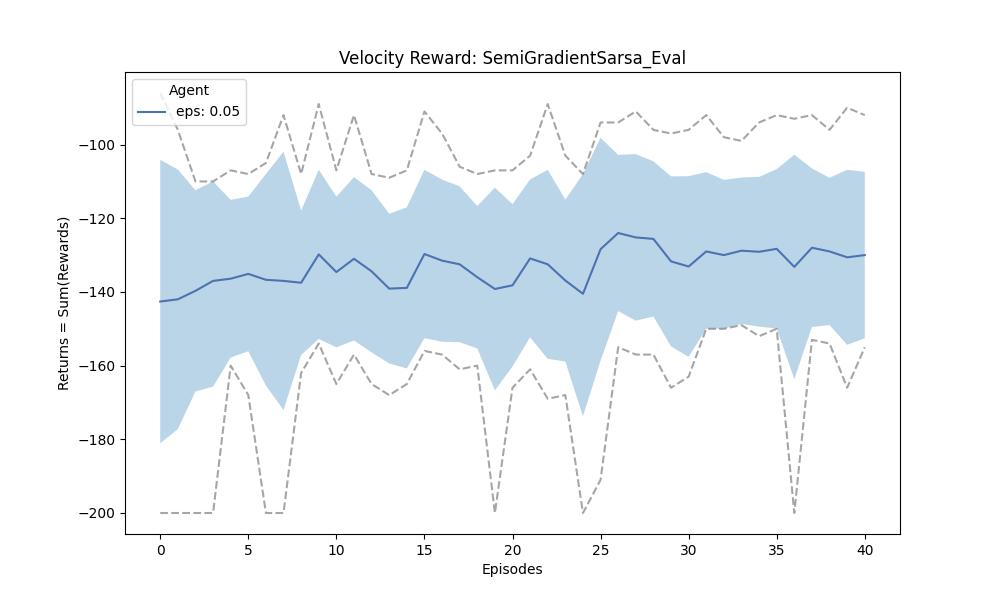 Velocity Reward: SemiGradientSarsa_Eval
Agent
eps: 0.05
Returns = Sum(Rewards)
−100
−120
−140
−160
−180
−200
0 5 10 15 20 25 30 35 40
Episodes